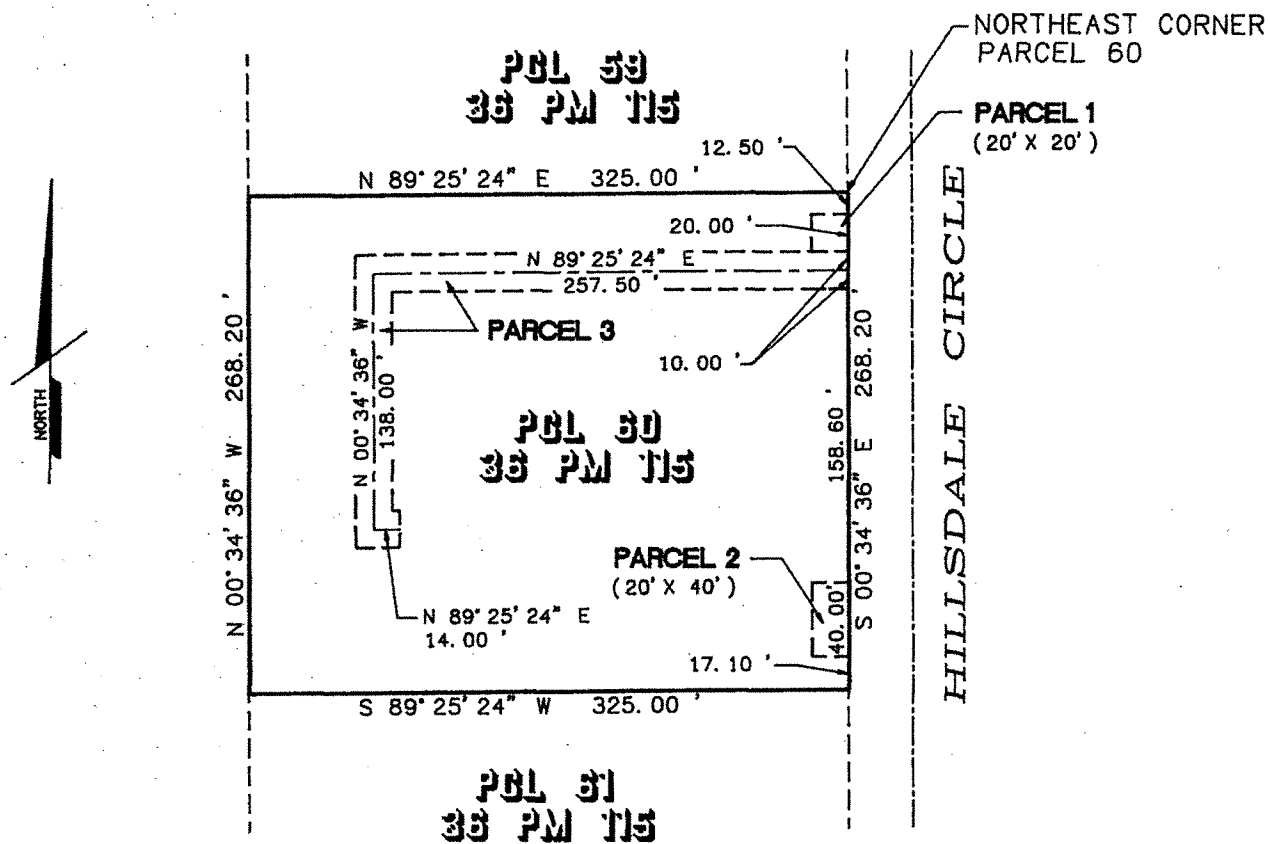 NORTHEAST CORNER
PARCEL 60
PCL 59
36 PM 115
PARCEL 1
(20' X 20')
12.50 '
N 89° 25' 24" E 325.00 '
20.00 '
N 89° 25' 24" E
257.50 '
PARCEL 3
10.00 '
N 00° 34' 36" W 268.20 '
N 00° 34' 36" W
138.00 '
PCL 60
36 PM 115
158.60 '
S 00° 34' 36" E 268.20 '
HILLSDALE CIRCLE
NORTH
PARCEL 2
(20' X 40')
40.00'
N 89° 25' 24" E
14.00 '
17.10 '
S 89° 25' 24" W 325.00 '
PCL 61
36 PM 115